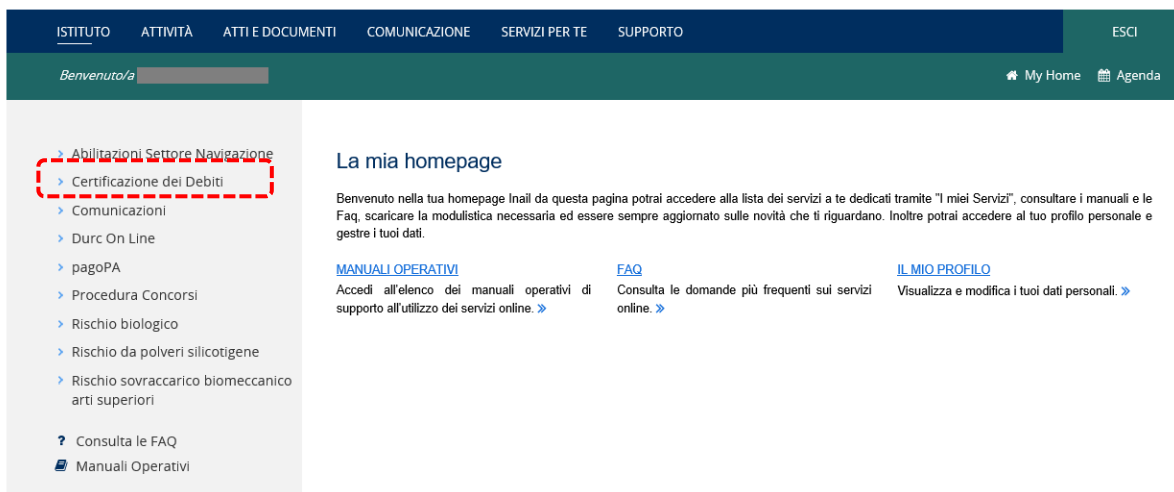 ISTITUTO ATTIVITÀ ATTI E DOCUMENTI COMUNICAZIONE SERVIZI PER TE SUPPORTO ESCI
Benvenuto/a My Home Agenda
Abilitazioni Settore Navigazione
Certificazione dei Debiti
Comunicazioni
Durc On Line
pagoPA
Procedura Concorsi
Rischio biologico
Rischio da polveri silicotigene
Rischio sovraccarico biomeccanico
arti superiori
? Consulta le FAQ
Manuali Operativi
La mia homepage
Benvenuto nella tua homepage Inail da questa pagina potrai accedere alla lista dei servizi a te dedicati tramite "I miei Servizi", consultare i manuali e le
Faq, scaricare la modulistica necessaria ed essere sempre aggiornato sulle novità che ti riguardano. Inoltre potrai accedere al tuo profilo personale e
gestre i tuoi dati.
MANUALI OPERATIVI
Accedi all'elenco dei manuali operativi di
supporto all'utilizzo dei servizi online. »
FAQ
Consulta le domande più frequenti sui servizi
online. »
IL MIO PROFILO
Visualizza e modifica i tuoi dati personali. »